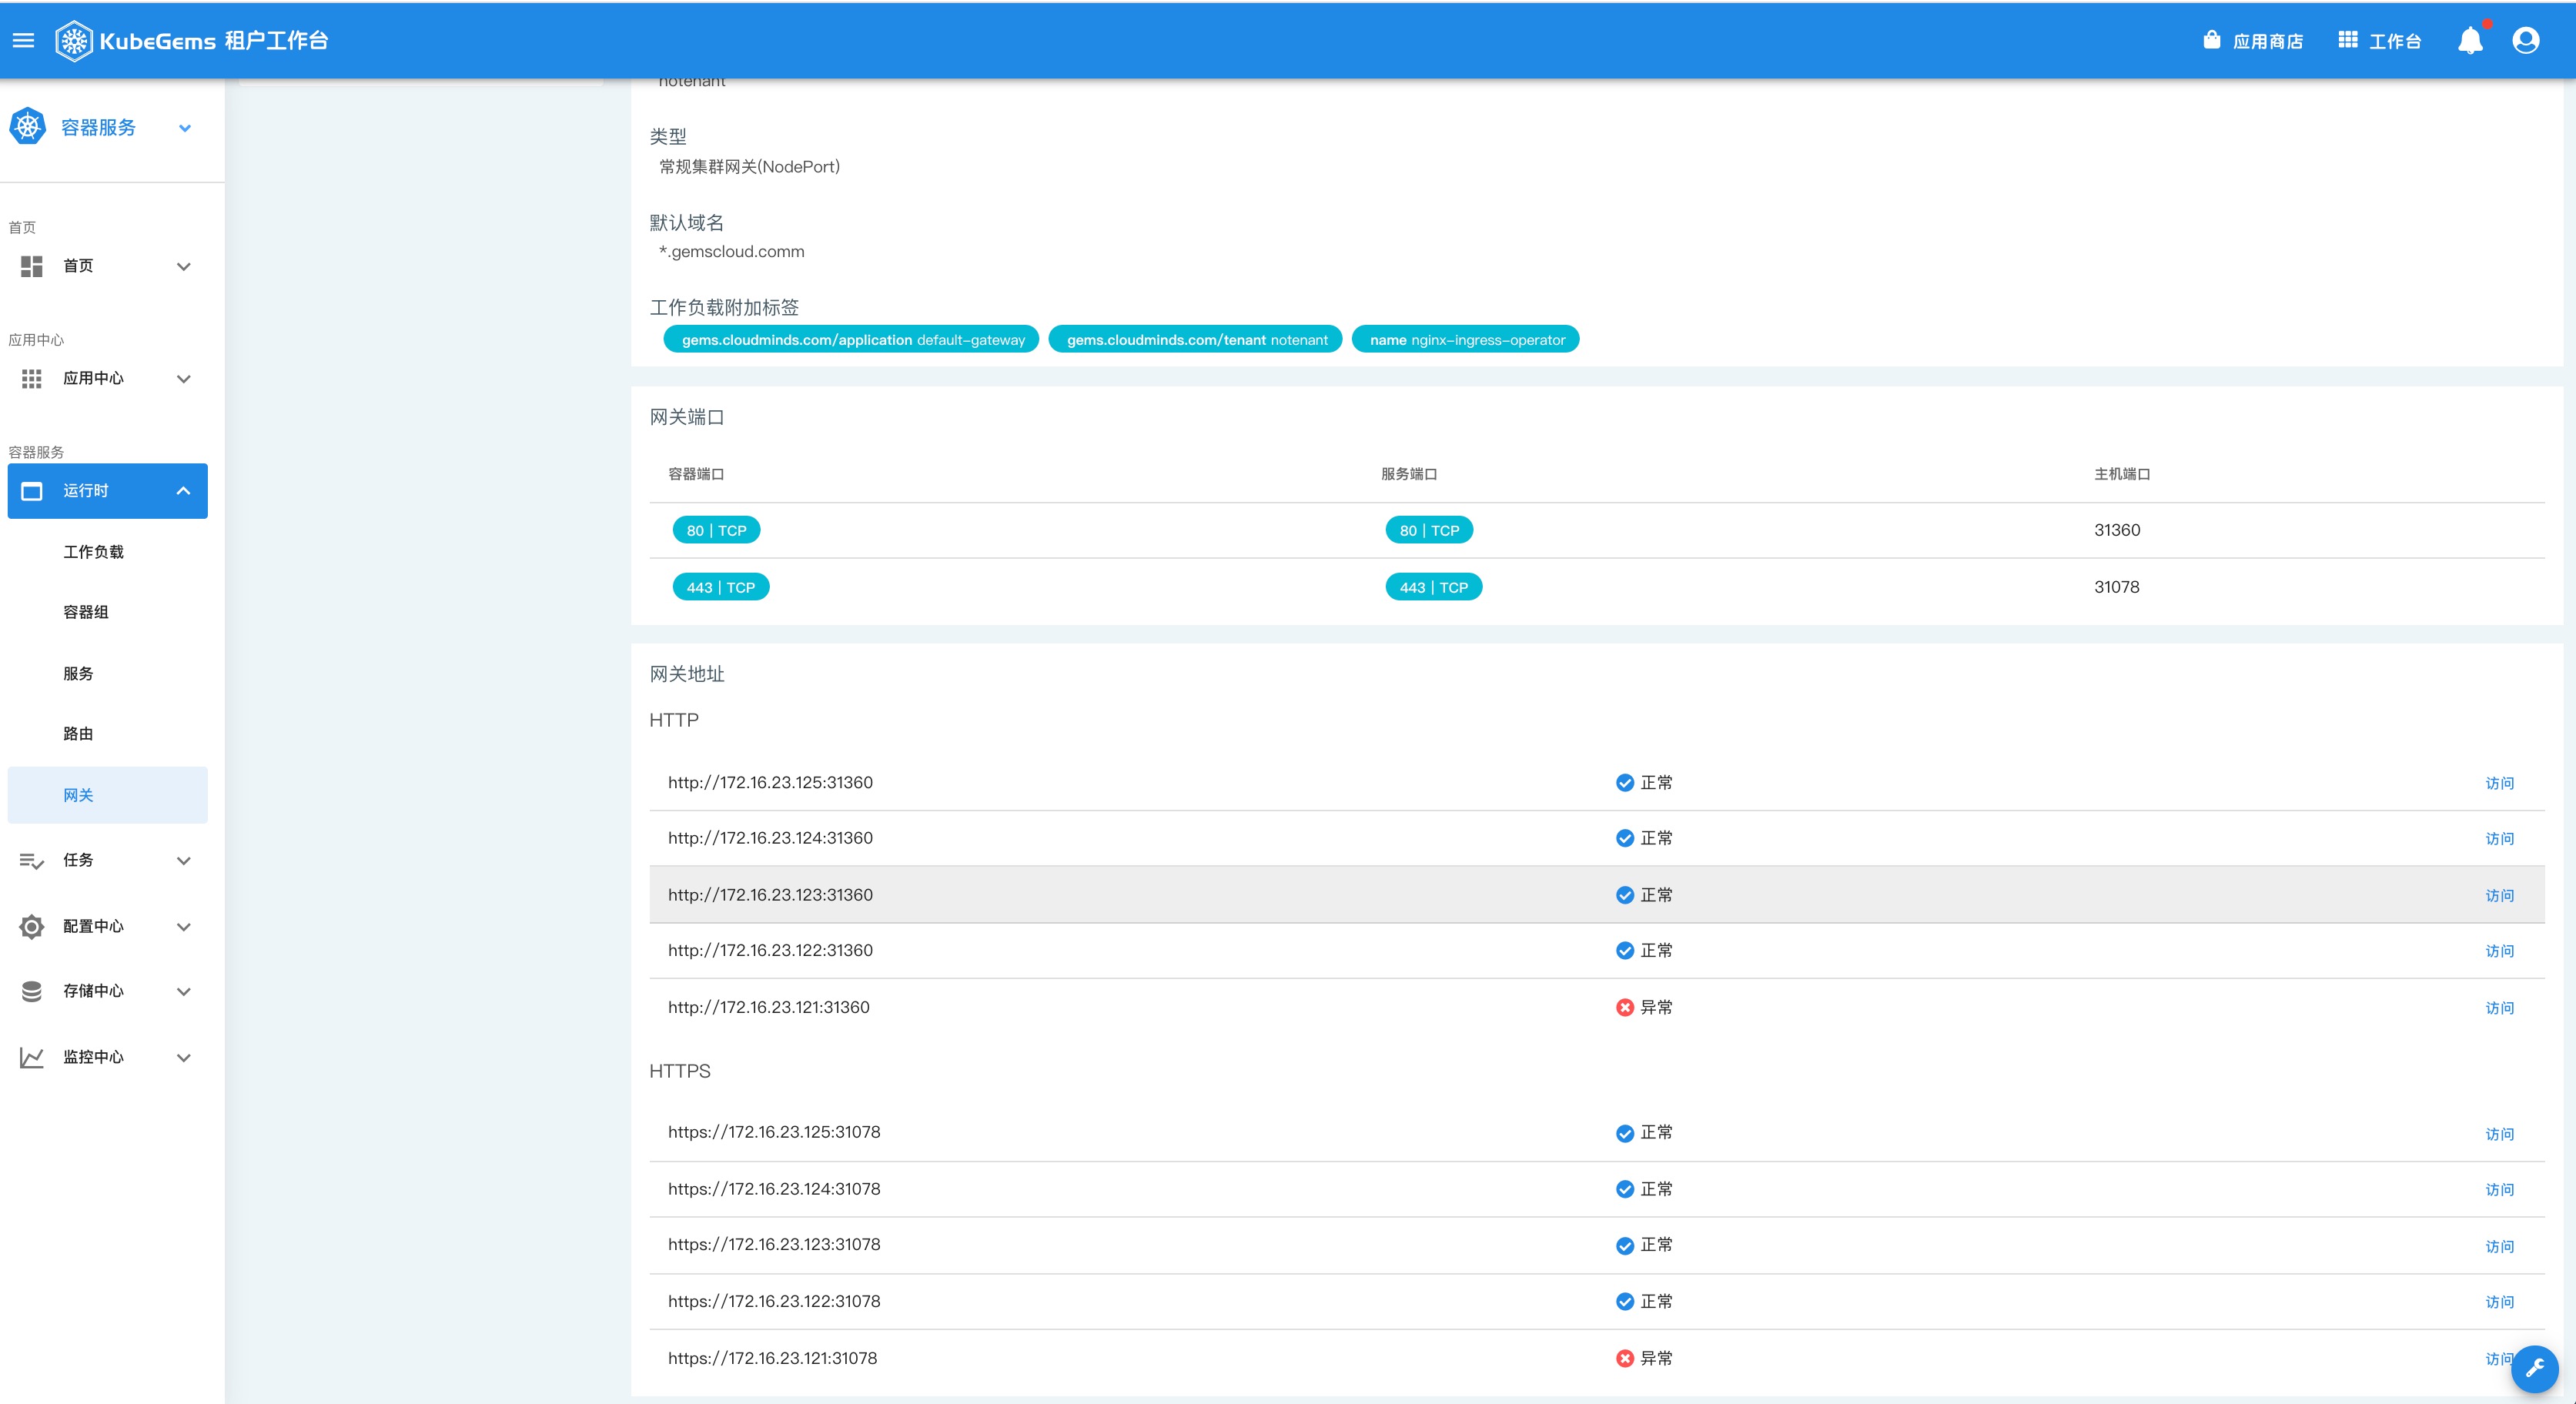 KubeGems 租户工作台
应用商店
工作台
容器服务
首页
首页
应用中心
应用中心
容器服务
运行时
工作负载
容器组
服务
路由
网关
任务
配置中心
存储中心
监控中心
notenant
类型
常规集群网关(NodePort)
默认域名
*.gemscloud.comm
工作负载附加标签
gems.cloudminds.com/application default-gateway
gems.cloudminds.com/tenant notenant
name nginx-ingress-operator
网关端口
容器端口 服务端口 主机端口
80 | TCP 80 | TCP 31360
443 | TCP 443 | TCP 31078
网关地址
HTTP
http://172.16.23.125:31360 正常 访问
http://172.16.23.124:31360 正常 访问
http://172.16.23.123:31360 正常 访问
http://172.16.23.122:31360 正常 访问
http://172.16.23.121:31360 异常 访问
HTTPS
https://172.16.23.125:31078 正常 访问
https://172.16.23.124:31078 正常 访问
https://172.16.23.123:31078 正常 访问
https://172.16.23.122:31078 正常 访问
https://172.16.23.121:31078 异常 访问